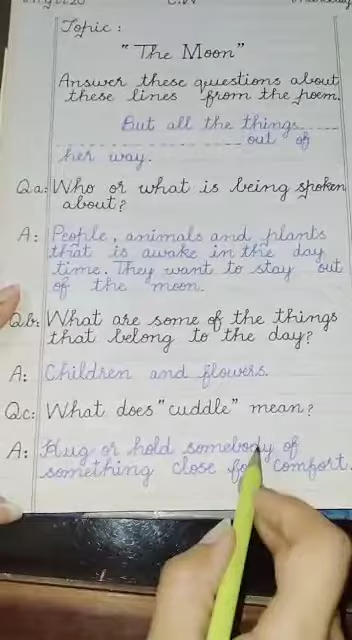 C.W
Topic :
"The Moon"
Answer these questions about
these lines from the poem.
But all the things
out of
her way.
Qa: Who or what is being spoken
about?
A: People, animals and plants
that is awake in the day
time. They want to stay out
of the moon.
Qb: What are some of the things
that belong to the day?
A: Children and flowers.
Qc: What does "cuddle" mean?
A: Hug or hold somebody of
something close for comfort.